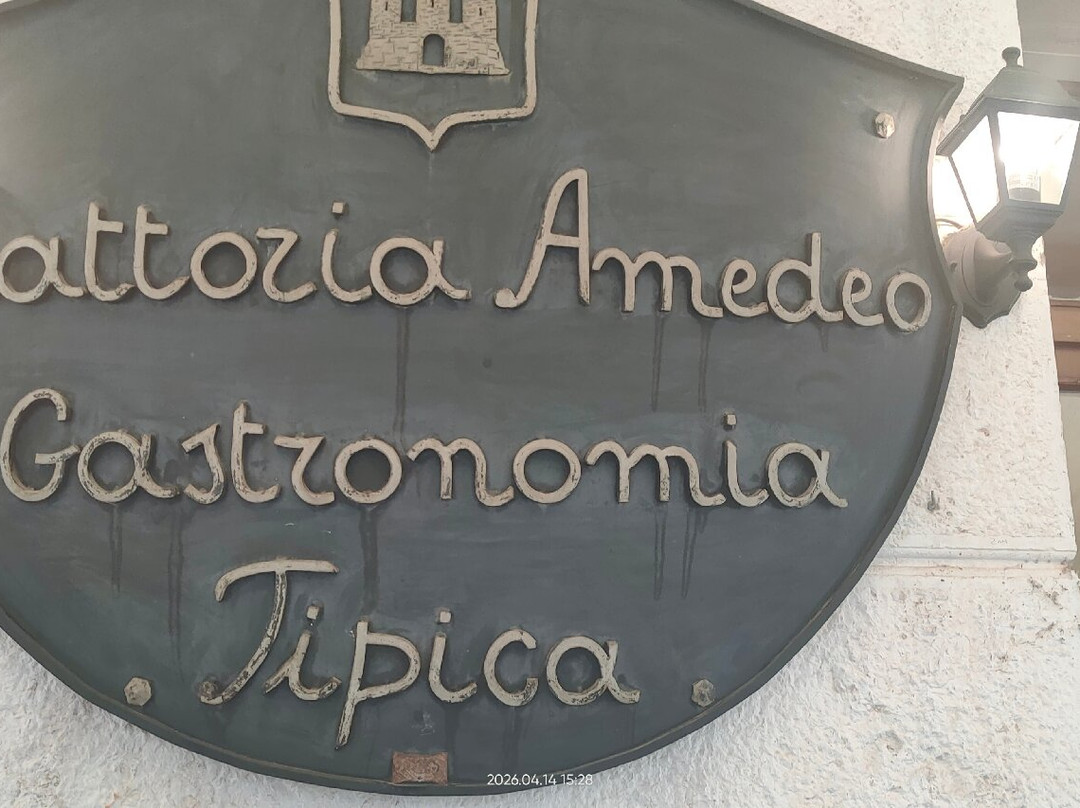 attoria Amedeo
Gastronomia
Tipica
2026.04.14 15:28